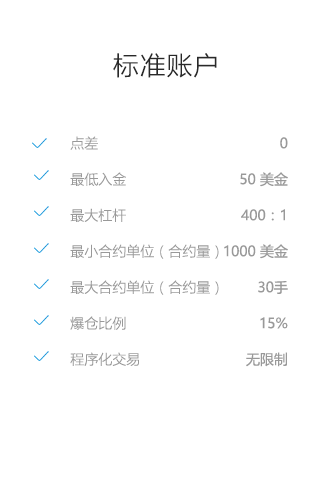 标准账户
点差 0
最低入金 50 美金
最大杠杆 400：1
最小合约单位（合约量）1000 美金
最大合约单位（合约量） 30手
爆仓比例 15%
程序化交易 无限制